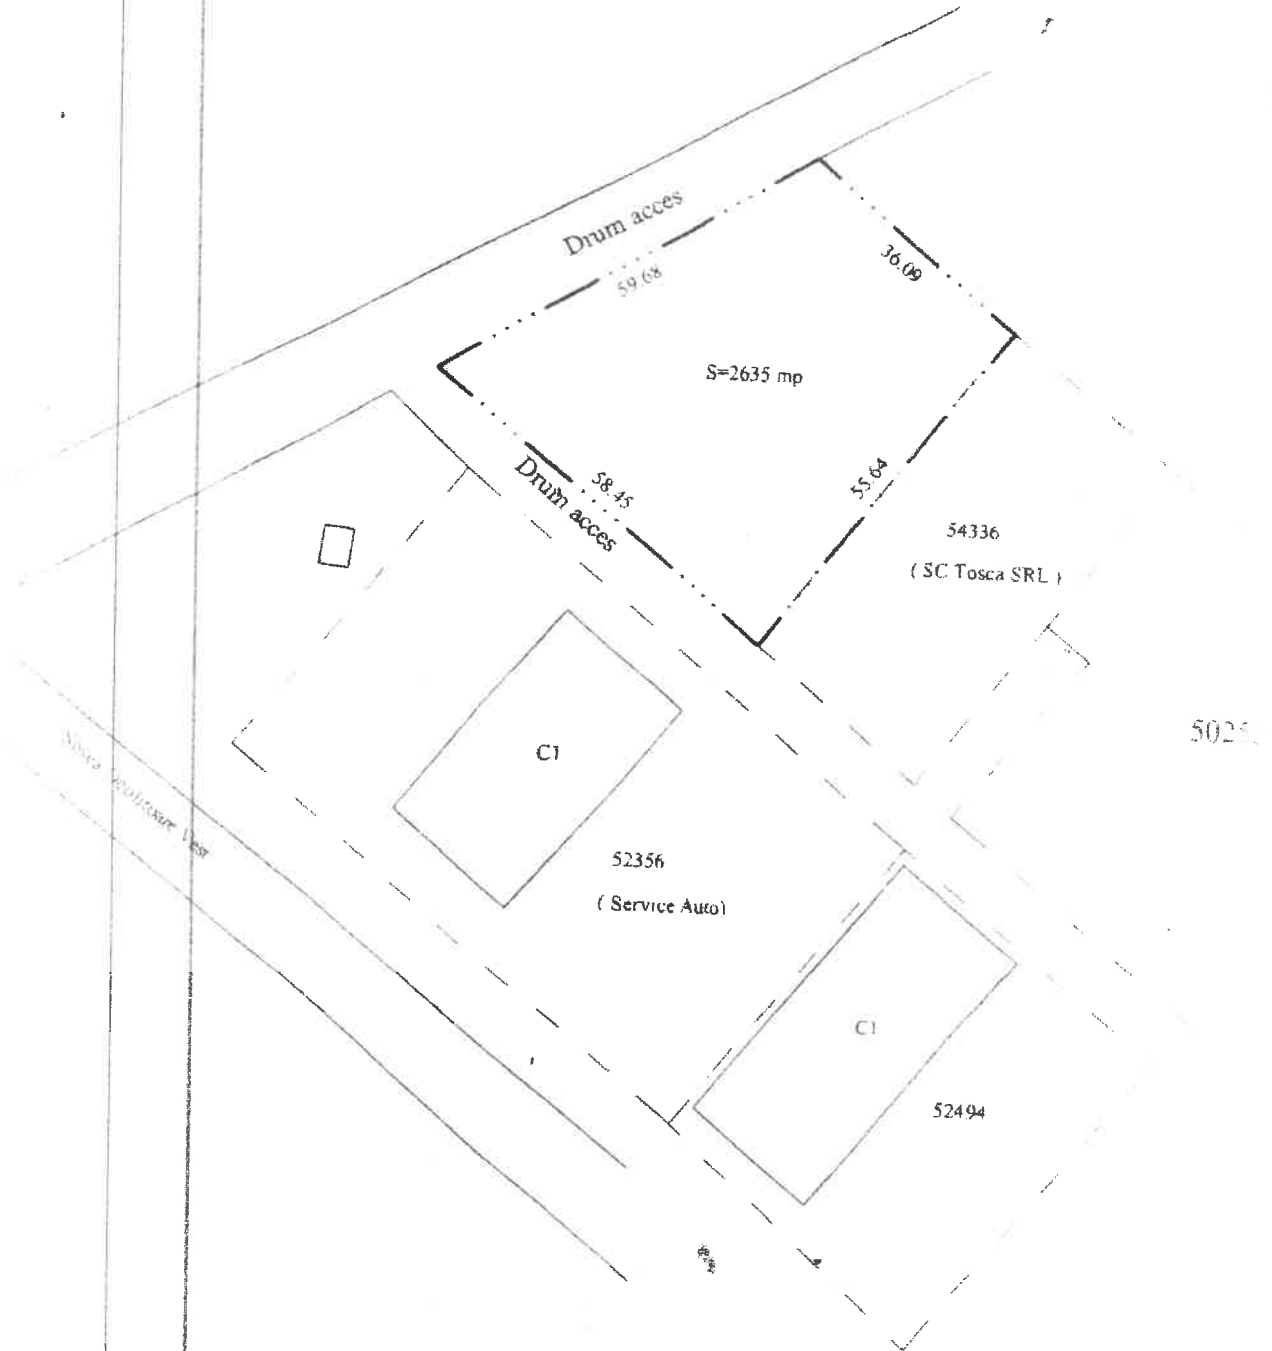 Drum acces
59.68
36.09
S=2635 mp
58.45
Drum acces
55.64
54336
( SC Tosca SRL )
C1
52356
( Service Auto)
C1
52494